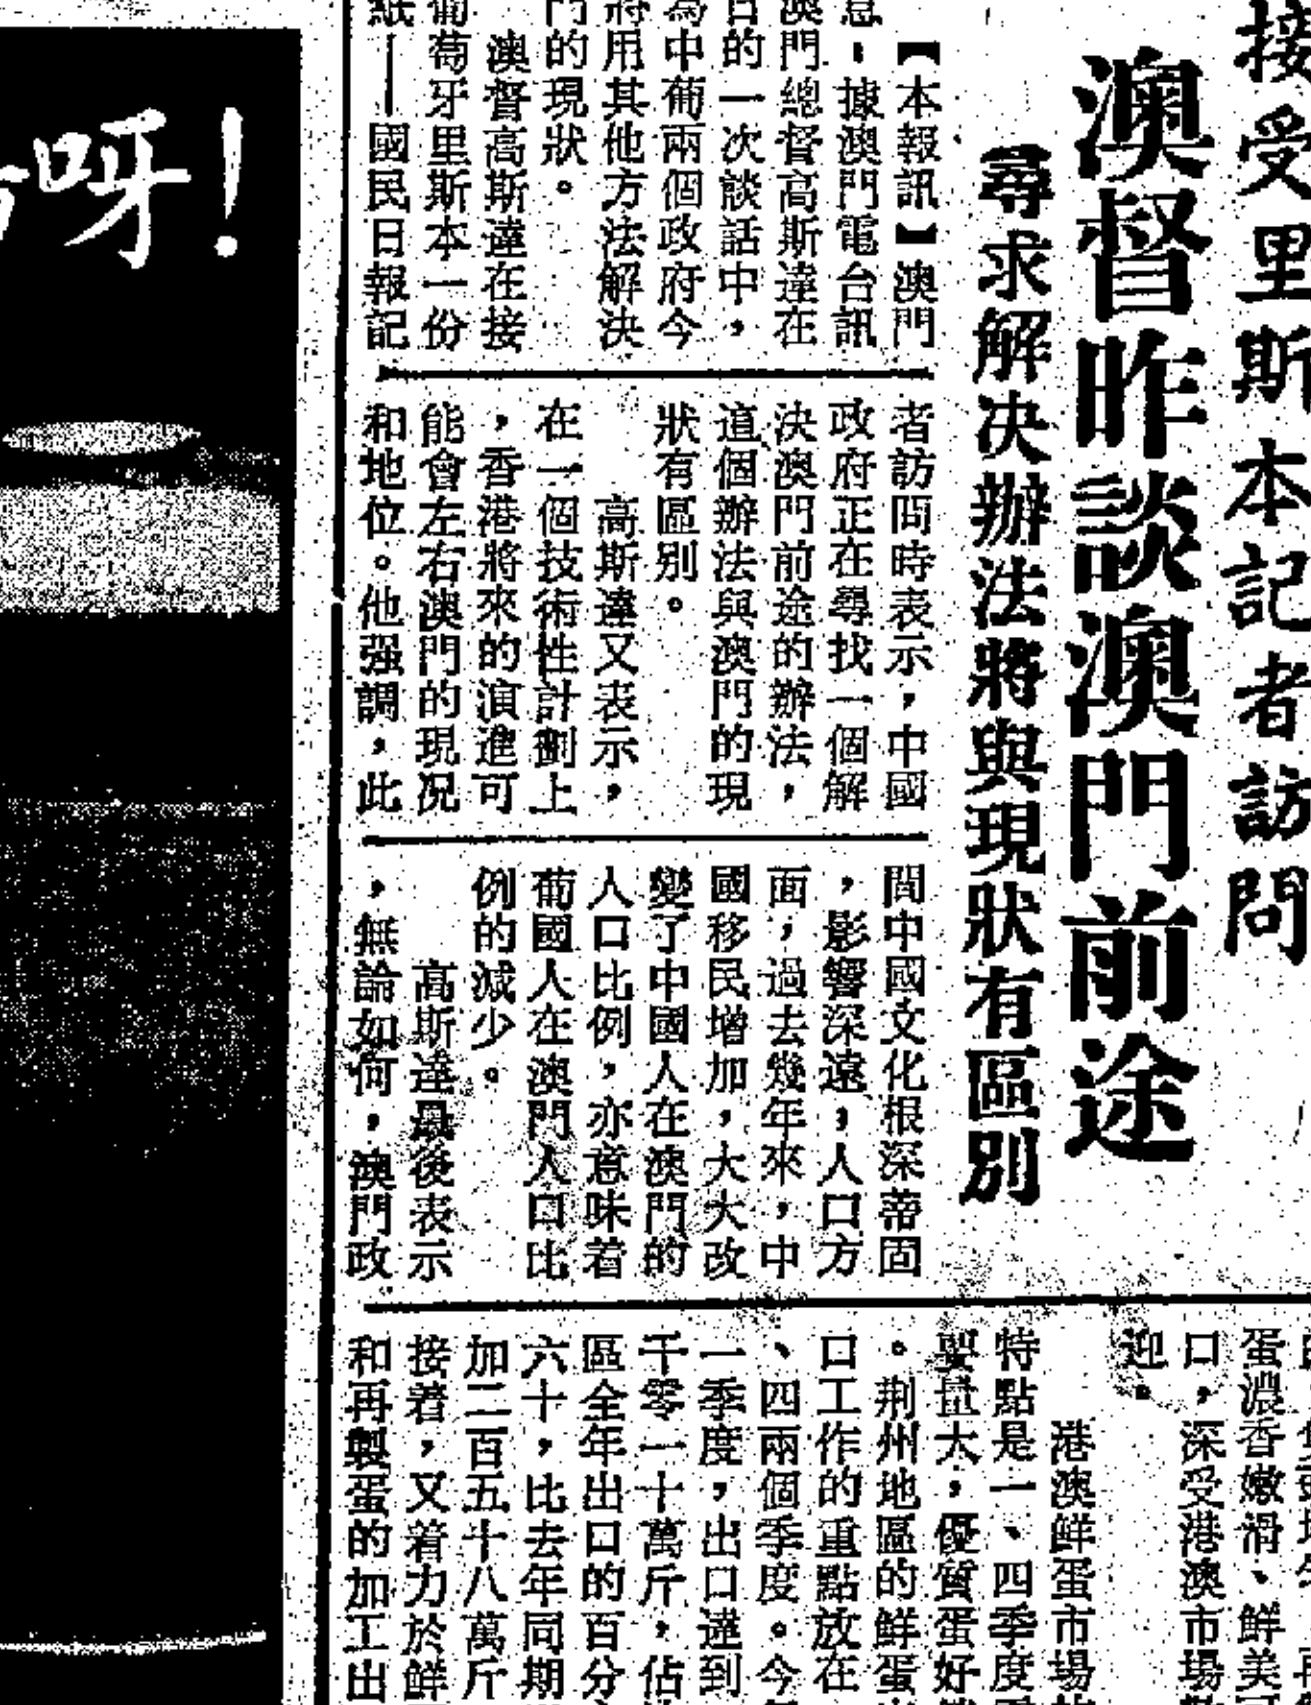 接受里斯本記者訪問
澳督昨談澳門前途
尋求解决辦法將與現狀有區別
【本報訊】澳門
息，據澳門電台訊
澳門總督高斯達在
日的一次談話中，
為中葡兩個政府今
將用其他方法解決
門的現狀。
澳督高斯達在接
葡萄牙里斯本一份
紙——國民日報記
者訪問時表示，中國
政府正在尋找一個解
決澳門前途的辦法，
這個辦法與澳門的現
狀有區別。
高斯達又表示，
在一個技術性計劃上
，香港將來的演進可
能會左右澳門的現况
和地位。他强調，此
間中國文化根深蒂固
，影響深遠，人口方
面，過去幾年來，中
國移民增加，大大改
變了中國人在澳門的
人口比例，亦意味着
葡國人在澳門人口比
例的减少。
高斯達最後表示
，無論如何，澳門政
蛋濃香嫩滑、鮮美
口，深受港澳市場
迎。
港澳鮮蛋市場
特點是一、四季度
要量大，優質蛋好
。荆州地區的鮮蛋
口工作的重點放在
、四兩個季度。今
一季度，出口達到
千零一十萬斤，佔
區全年出口的百分
六十，比去年同期
加二百五十八萬斤
接着，又着力於鮮
和再製蛋的加工出
呀！